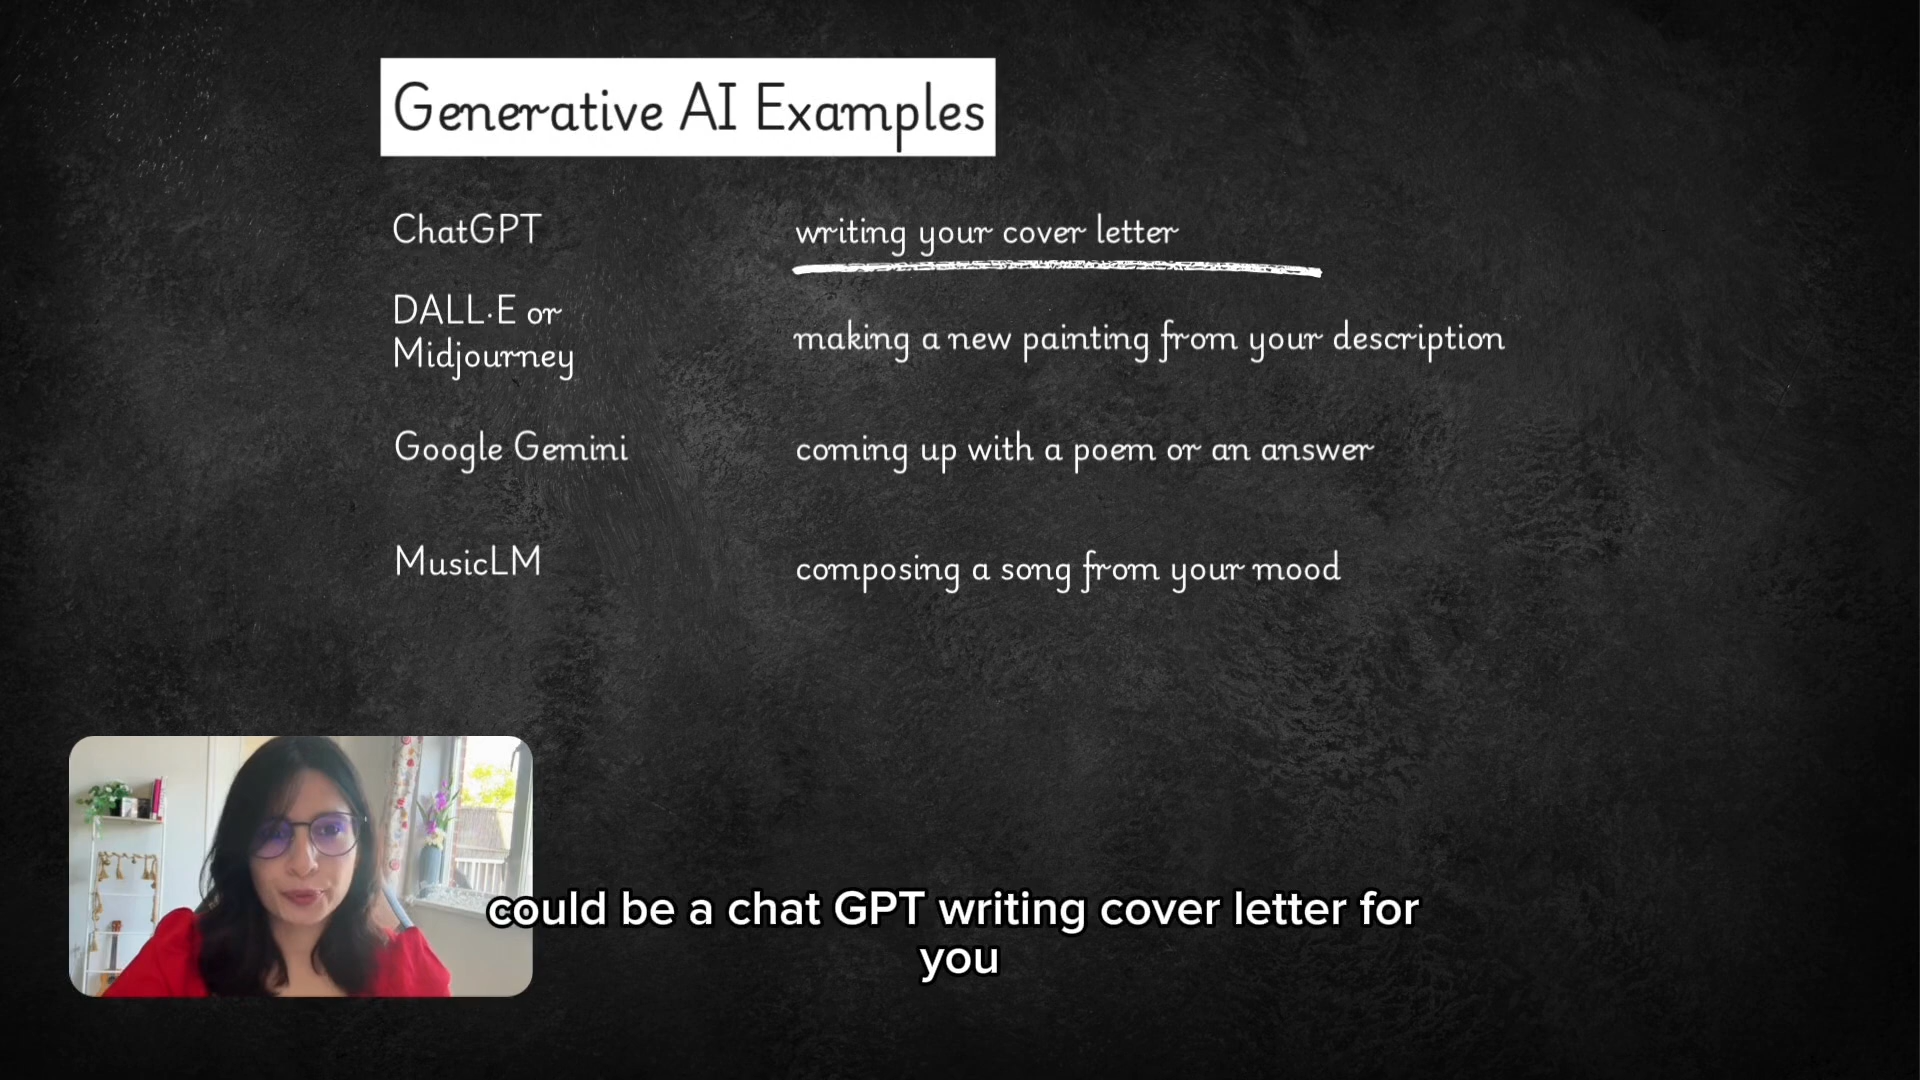 Generative AI Examples
ChatGPT
writing your cover letter
DALL·E or
Midjourney
making a new painting from your description
Google Gemini
coming up with a poem or an answer
MusicLM
composing a song from your mood
could be a chat GPT writing cover letter for
you